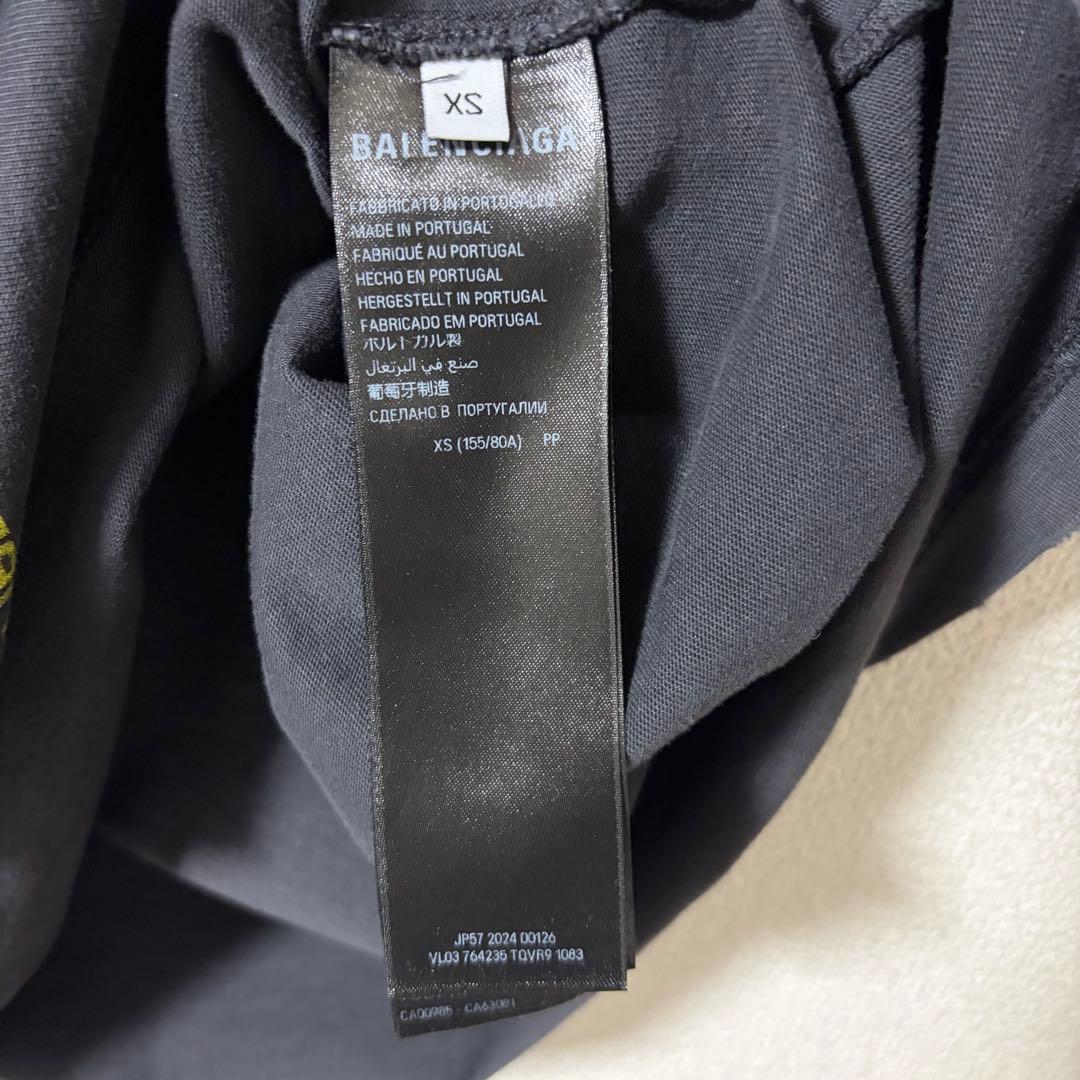 XS
BALENCIAGA
FABBRICATO IN PORTOGALLO
MADE IN PORTUGAL
FABRIQUÉ AU PORTUGAL
HECHO EN PORTUGAL
HERGESTELLT IN PORTUGAL
FABRICADO EM PORTUGAL
ポルトガル製
صنع في البرتغال
葡萄牙制造
СДЕЛАНО В ПОРТУГАЛИИ
XS (155/80A) PP
JP57 2024 00126
VL03 764235 TQVR9 1083
CA00985 - CA63081